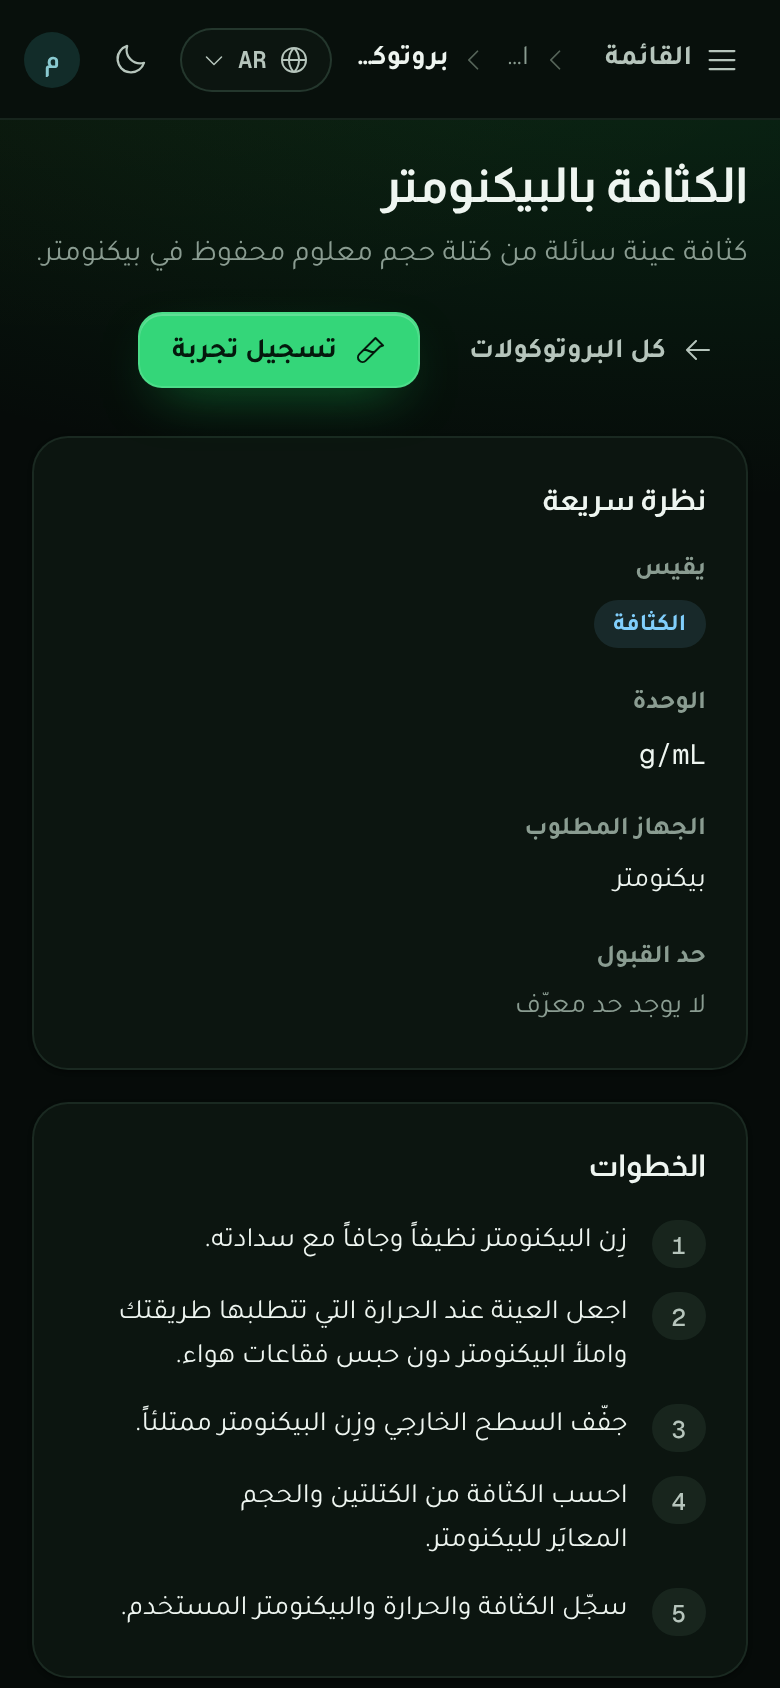 القائمة
ا...
بروتوكـ...
AR
م
الكثافة بالبيكنومتر
كثافة عينة سائلة من كتلة حجم معلوم محفوظ في بيكنومتر.
كل البروتوكولات
تسجيل تجربة
نظرة سريعة
يقيس
الكثافة
الوحدة
g/mL
الجهاز المطلوب
بيكنومتر
حد القبول
لا يوجد حد معرّف
الخطوات
1 زِن البيكنومتر نظيفاً وجافاً مع سدادته.
2 اجعل العينة عند الحرارة التي تتطلبها طريقتك
واملأ البيكنومتر دون حبس فقاعات هواء.
3 جفّف السطح الخارجي وزِن البيكنومتر ممتلئاً.
4 احسب الكثافة من الكتلتين والحجم
المعايَر للبيكنومتر.
5 سجّل الكثافة والحرارة والبيكنومتر المستخدم.